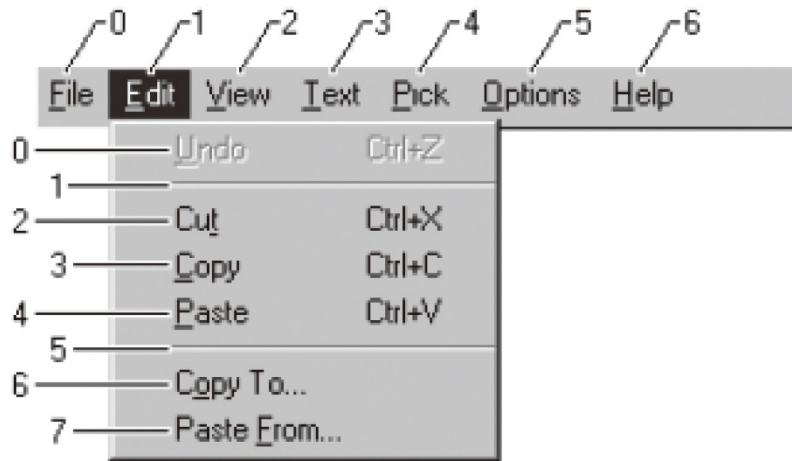 0 1 2 3 4 5 6
File Edit View Text Pick Options Help
0 Undo Ctrl+Z
1
2 Cut Ctrl+X
3 Copy Ctrl+C
4 Paste Ctrl+V
5
6 Copy To...
7 Paste From...